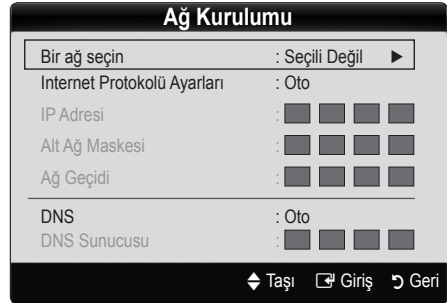 Ağ Kurulumu
Bir ağ seçin : Seçili Değil ►
Internet Protokolü Ayarları : Oto
IP Adresi :
Alt Ağ Maskesi :
Ağ Geçidi :
DNS : Oto
DNS Sunucusu :
Taşı Giriş Geri